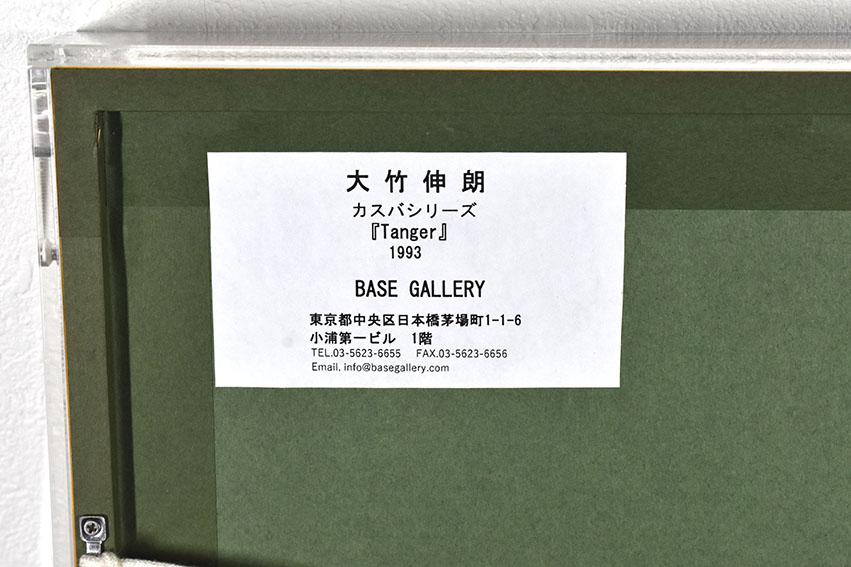 大竹伸朗
カスバシリーズ
『Tanger』
1993
BASE GALLERY
東京都中央区日本橋茅場町1-1-6
小浦第一ビル　1階
TEL.03-5623-6655　FAX.03-5623-6656
Email. info@basegallery.com